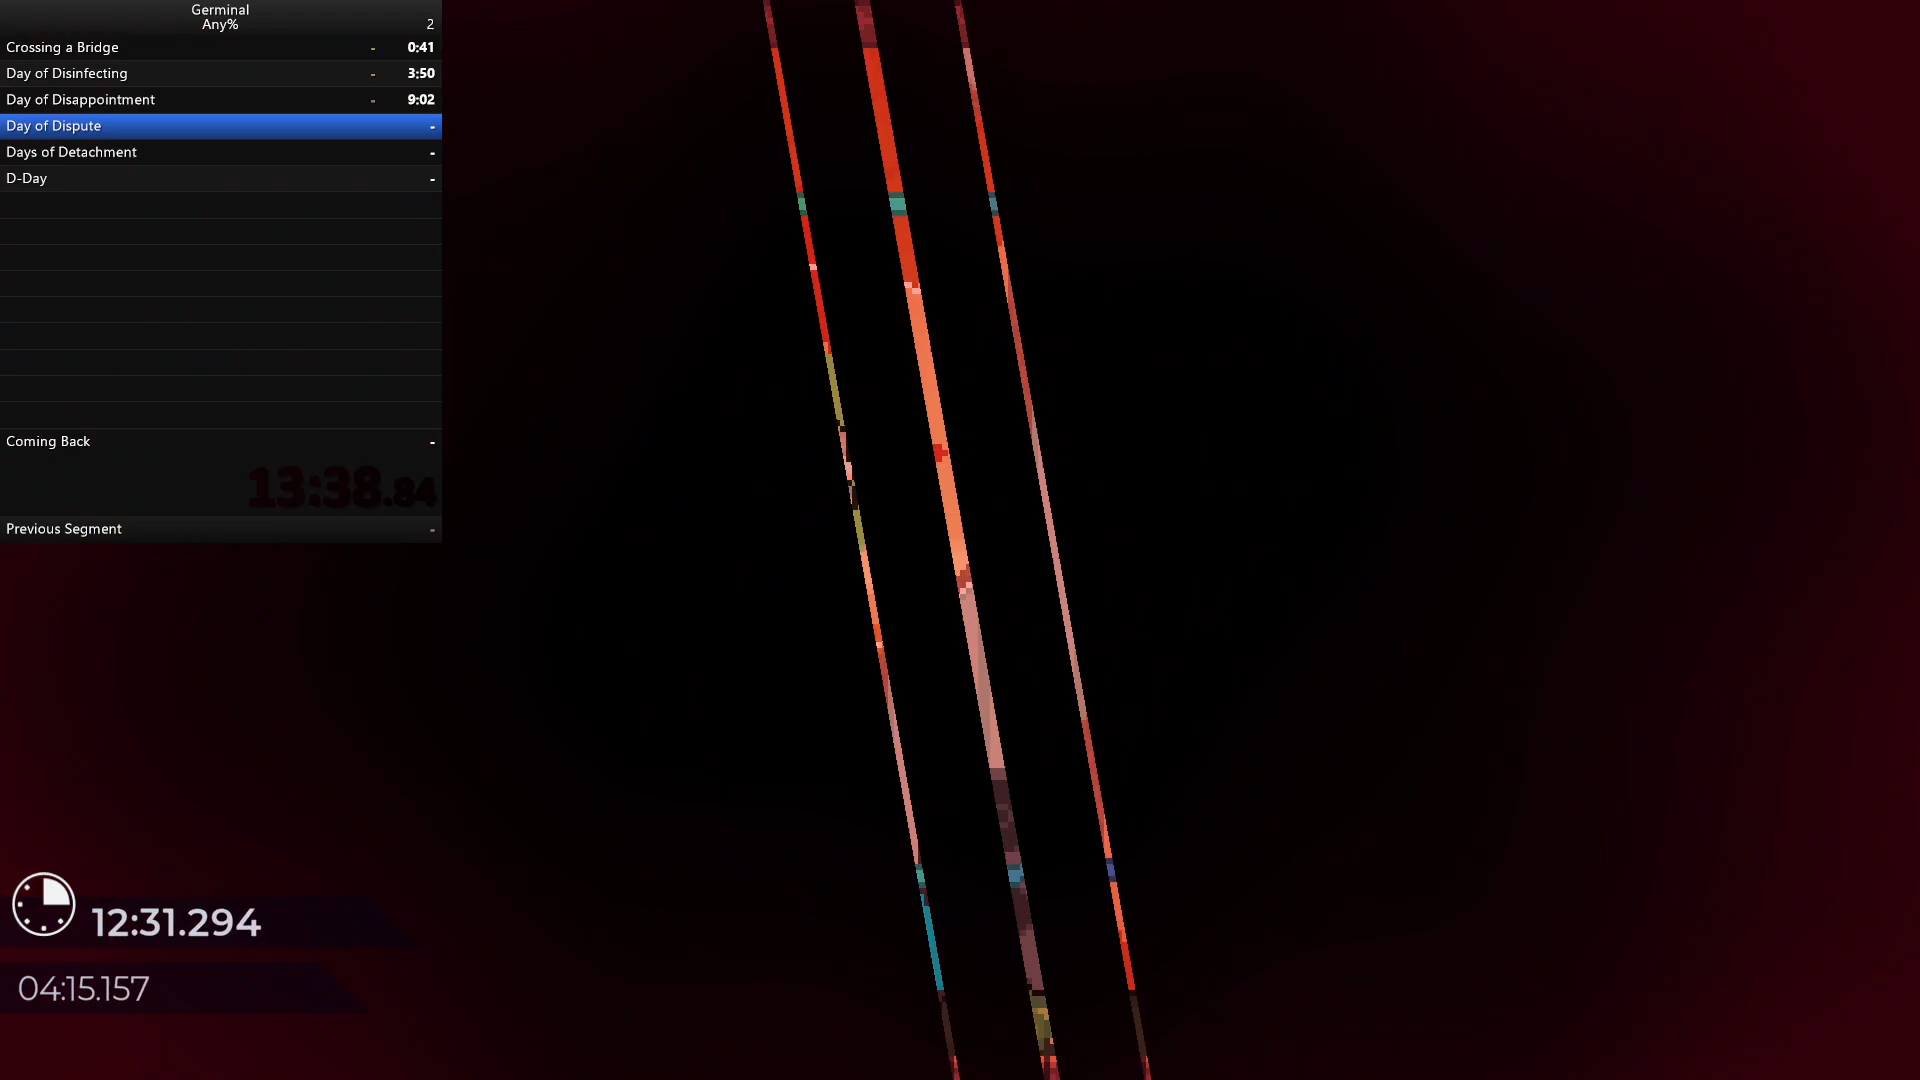 Germinal
Any% 2
Crossing a Bridge - 0:41
Day of Disinfecting - 3:50
Day of Disappointment - 9:02
Day of Dispute -
Days of Detachment -
D-Day -
Coming Back -
13:38.84
Previous Segment -
12:31.294
04:15.157